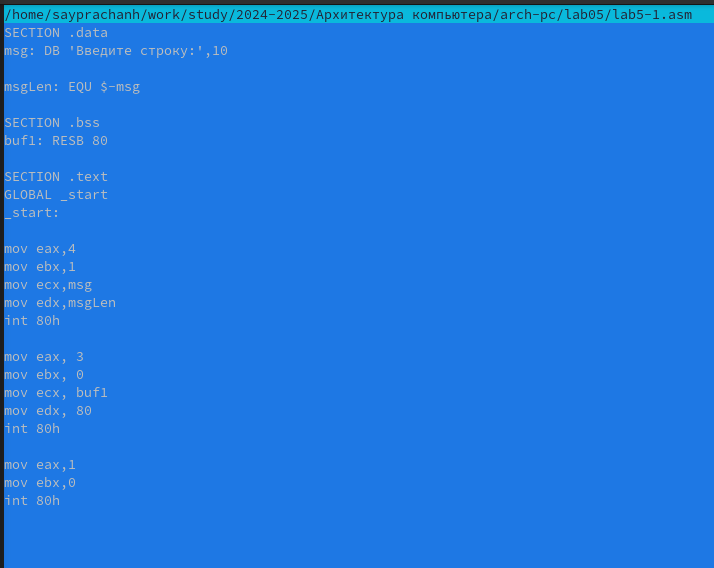 /home/sayprachanh/work/study/2024-2025/Архитектура компьютера/arch-pc/lab05/lab5-1.asm
SECTION .data
msg: DB 'Введите строку:',10
msgLen: EQU $-msg
SECTION .bss
buf1: RESB 80
SECTION .text
GLOBAL _start
_start:
mov eax,4
mov ebx,1
mov ecx,msg
mov edx,msgLen
int 80h
mov eax, 3
mov ebx, 0
mov ecx, buf1
mov edx, 80
int 80h
mov eax,1
mov ebx,0
int 80h